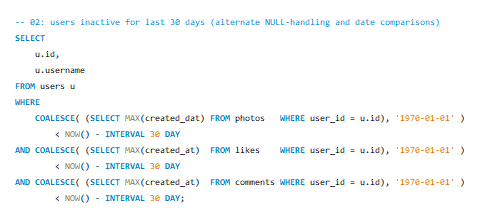 -- 02: users inactive for last 30 days (alternate NULL-handling and date comparisons)
SELECT
    u.id,
    u.username
FROM users u
WHERE
    COALESCE( (SELECT MAX(created_dat) FROM photos   WHERE user_id = u.id), '1970-01-01' )
        < NOW() - INTERVAL 30 DAY
AND COALESCE( (SELECT MAX(created_at)  FROM likes    WHERE user_id = u.id), '1970-01-01' )
        < NOW() - INTERVAL 30 DAY
AND COALESCE( (SELECT MAX(created_at)  FROM comments WHERE user_id = u.id), '1970-01-01' )
        < NOW() - INTERVAL 30 DAY;